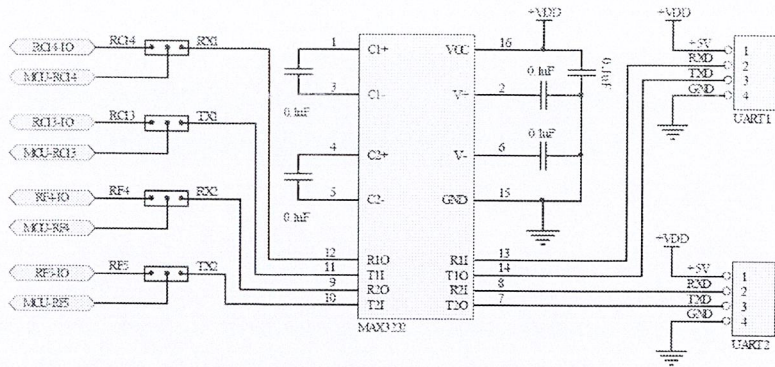 +VDD
+VDD
RC14-IO RC14 RX1 1 C1+ VCC 16 +5V 1
MCU-RC14 RXD 2
0.1uF 0.1uF TXD 3
3 C1- V+ 2 GND 4
0.1uF UART1
RC13-IO RC13 TX1
MCU-RC13 0.1uF
4 C2+ V- 6
RF4-IO RF4 RX2 5 C2- GND 15
MCU-RF4 0.1uF
+VDD
12 R1O R1I 13
RF5-IO RF5 TX2 11 T1I T1O 14 +5V 1
9 R2O R2I 8 RXD 2
MCU-RF5 10 T2I T2O 7 TXD 3
GND 4
MAX3232 UART2